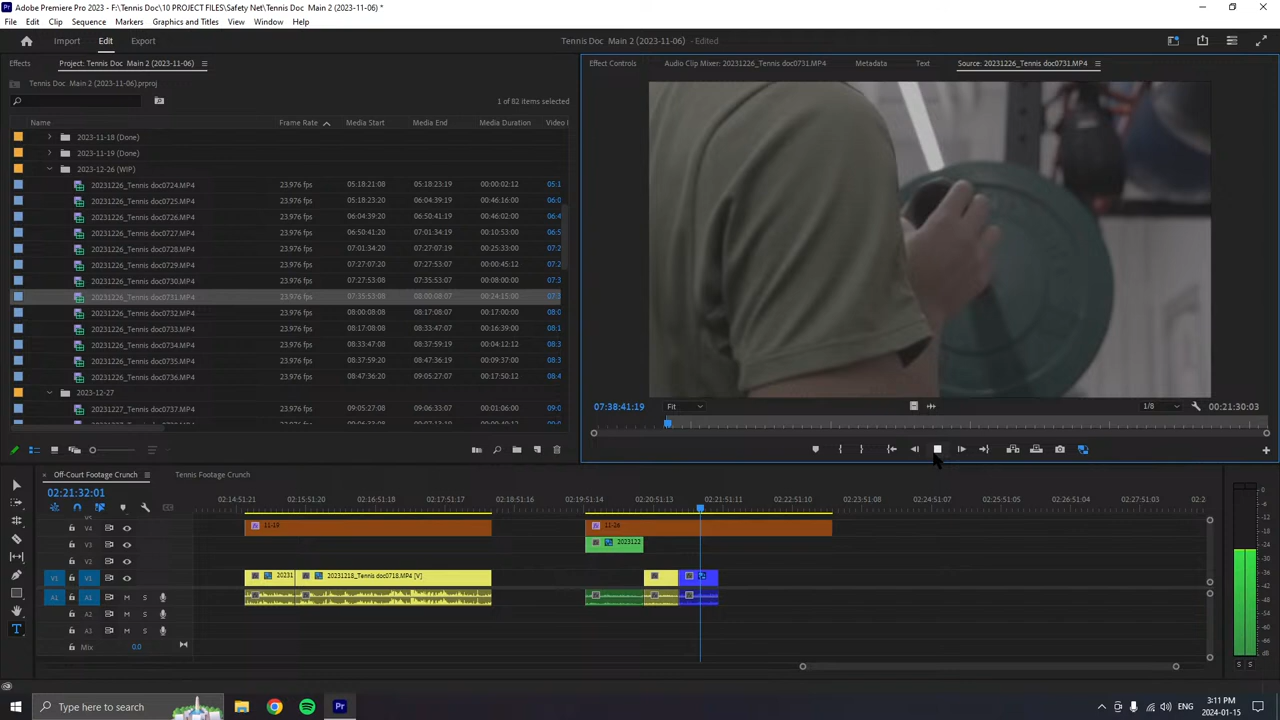 Adobe Premiere Pro 2023 - F:\Tennis Doc\10 PROJECT FILES\Safety Net\Tennis Doc Main 2 (2023-11-06) *
File Edit Clip Sequence Markers Graphics and Titles View Window Help
Import Edit Export Tennis Doc Main 2 (2023-11-06) - Edited
Effects Project: Tennis Doc Main 2 (2023-11-06) Effect Controls Audio Clip Mixer: 20231226_Tennis doc0731.MP4 Metadata Text Source: 20231226_Tennis doc0731.MP4
Tennis Doc Main 2 (2023-11-06).prproj
1 of 82 items selected
Name Frame Rate Media Start Media End Media Duration Video I
2023-11-18 (Done)
2023-11-19 (Done)
2023-12-26 (WIP)
20231226_Tennis doc0724.MP4 23.976 fps 05:18:21:08 05:18:23:19 00:00:02:12 05:1
20231226_Tennis doc0725.MP4 23.976 fps 05:18:23:20 06:04:39:19 00:46:16:00 05:1
20231226_Tennis doc0726.MP4 23.976 fps 06:04:39:20 06:50:41:19 00:46:02:00 06:0
20231226_Tennis doc0727.MP4 23.976 fps 06:50:41:20 07:01:34:19 00:10:53:00 06:5
20231226_Tennis doc0728.MP4 23.976 fps 07:01:34:20 07:27:07:19 00:25:33:00 07:0
20231226_Tennis doc0729.MP4 23.976 fps 07:27:07:20 07:27:53:07 00:00:45:12 07:2
20231226_Tennis doc0730.MP4 23.976 fps 07:27:53:08 07:35:53:07 00:08:00:00 07:2
20231226_Tennis doc0731.MP4 23.976 fps 07:35:53:08 08:00:08:07 00:24:15:00 07:3
20231226_Tennis doc0732.MP4 23.976 fps 08:00:08:08 08:17:08:07 00:17:00:00 08:0
20231226_Tennis doc0733.MP4 23.976 fps 08:17:08:08 08:33:47:07 00:16:39:00 08:1
20231226_Tennis doc0734.MP4 23.976 fps 08:33:47:08 08:37:59:19 00:04:12:12 08:3
20231226_Tennis doc0735.MP4 23.976 fps 08:37:59:20 08:47:36:19 00:09:37:00 08:3
20231226_Tennis doc0736.MP4 23.976 fps 08:47:36:20 09:05:27:07 00:17:50:12 08:4
2023-12-27
20231227_Tennis doc0737.MP4 23.976 fps 09:05:27:08 09:06:33:07 00:01:06:00 09:0
07:38:41:19 Fit 1/8 00:21:30:03
Off-Court Footage Crunch Tennis Footage Crunch
02:21:32:01
02:14:51:21 02:15:51:20 02:16:51:18 02:17:51:17 02:18:51:16 02:19:51:14 02:20:51:13 02:21:51:11 02:22:51:10 02:23:51:08 02:24:51:07 02:25:51:06 02:26:51:04 02:27:51:03 02:2
V4 11-19 11-26
V3 2023122
V2
V1 V1 20231 20231218_Tennis doc0718.MP4 [V]
A1 A1 M S
A2 M S
A3 M S
Mix 0.0
0
-6
-12
-18
-24
-30
-36
-42
-48
-54
dB
S S
Type here to search Pr ENG 3:11 PM
2024-01-15